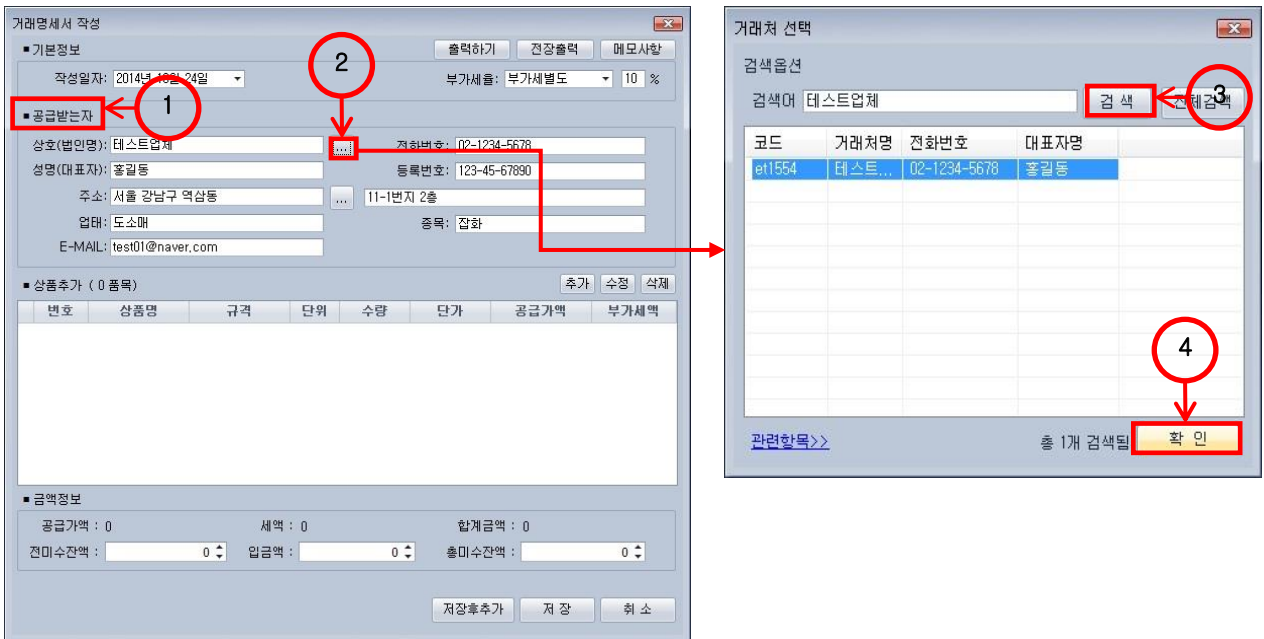 거래명세서 작성
■ 기본정보
출력하기 전장출력 메모사항
작성일자: 2014년 10월 24일 부가세율: 부가세별도 10 %
2
1
■ 공급받는자
상호(법인명): 테스트업체 ... 전화번호: 02-1234-5678
성명(대표자): 홍길동 등록번호: 123-45-67890
주소: 서울 강남구 역삼동 ... 11-1번지 2층
업태: 도소매 종목: 잡화
E-MAIL: test01@naver.com
■ 상품추가 ( 0 품목) 추가 수정 삭제
번호 상품명 규격 단위 수량 단가 공급가액 부가세액
■ 금액정보
공급가액 : 0 세액 : 0 합계금액 : 0
전미수잔액 : 0 입금액 : 0 총미수잔액 : 0
저장후추가 저 장 취 소
거래처 선택
검색옵션
검색어 테스트업체 검 색 전체검색
3
코드 거래처명 전화번호 대표자명
et1554 테스트... 02-1234-5678 홍길동
4
관련항목>> 총 1개 검색됨 확 인